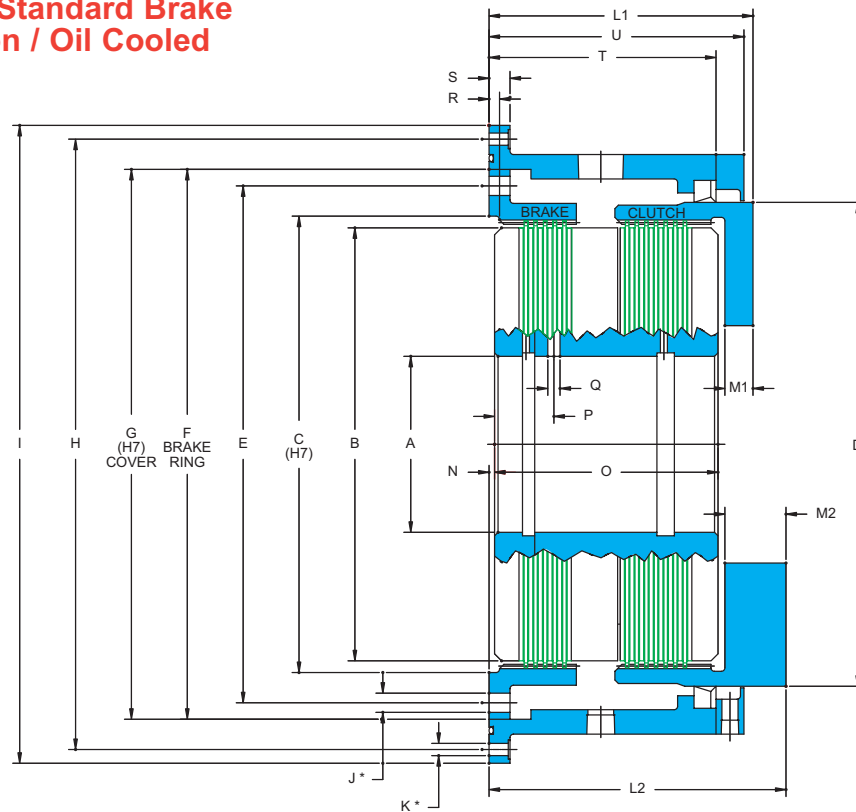 Standard Brake
n / Oil Cooled
L1
U
T
S
R
BRAKE
CLUTCH
I
H
G
(H7)
COVER
F
BRAKE
RING
E
C
(H7)
B
A
Q
P
N
O
M1
D
M2
J *
K *
L2